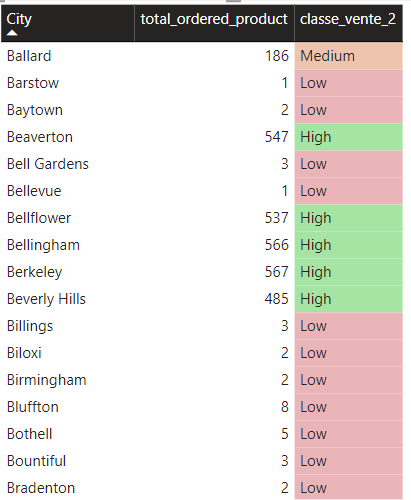 City total_ordered_product classe_vente_2
Ballard 186 Medium
Barstow 1 Low
Baytown 2 Low
Beaverton 547 High
Bell Gardens 3 Low
Bellevue 1 Low
Bellflower 537 High
Bellingham 566 High
Berkeley 567 High
Beverly Hills 485 High
Billings 3 Low
Biloxi 2 Low
Birmingham 2 Low
Bluffton 8 Low
Bothell 5 Low
Bountiful 3 Low
Bradenton 2 Low